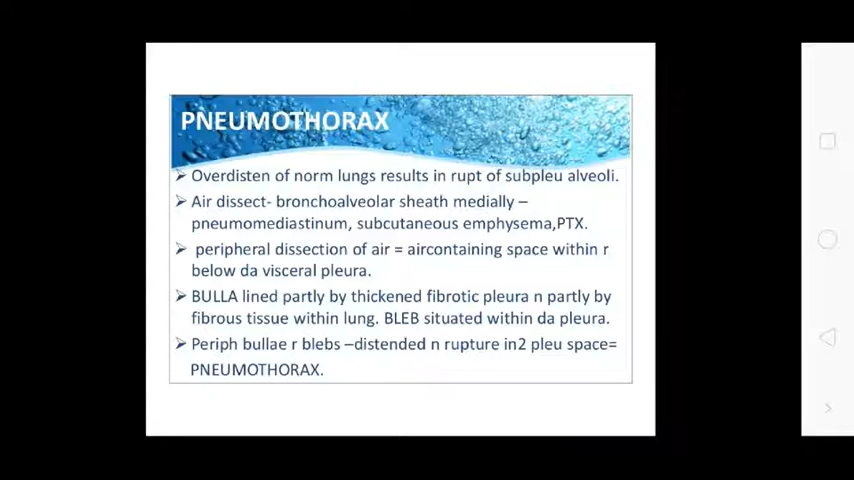 PNEUMOTHORAX
➢ Overdisten of norm lungs results in rupt of subpleu alveoli.
➢ Air dissect- bronchoalveolar sheath medially –
pneumomediastinum, subcutaneous emphysema,PTX.
➢ peripheral dissection of air = aircontaining space within r
below da visceral pleura.
➢ BULLA lined partly by thickened fibrotic pleura n partly by
fibrous tissue within lung. BLEB situated within da pleura.
➢ Periph bullae r blebs –distended n rupture in2 pleu space=
PNEUMOTHORAX.